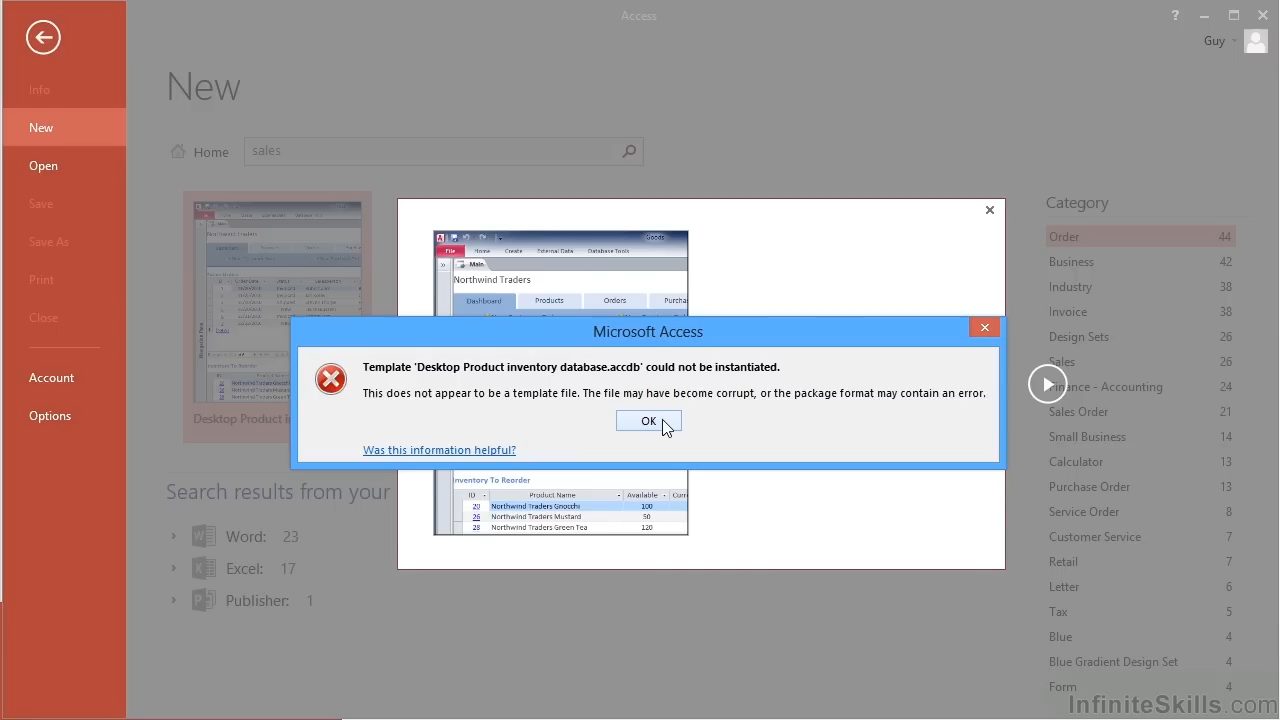 Access
?
Guy
Info
New
Open
Save
Save As
Print
Close
Account
Options
New
Home
sales
Northwind Traders
Desktop Product i
Search results from your
Word: 23
Excel: 17
Publisher: 1
Goods
File Home Create External Data Database Tools
Main
Northwind Traders
Dashboard Products Orders Purcha
Microsoft Access
Template 'Desktop Product inventory database.accdb' could not be instantiated.
This does not appear to be a template file. The file may have become corrupt, or the package format may contain an error.
OK
Was this information helpful?
Inventory To Reorder
ID Product Name Available Curr
20 Northwind Traders Gnocchi 100
26 Northwind Traders Mustard 50
28 Northwind Traders Green Tea 120
Category
Order 44
Business 42
Industry 38
Invoice 38
Design Sets 26
Sales 26
Finance - Accounting 24
Sales Order 21
Small Business 14
Calculator 13
Purchase Order 13
Service Order 8
Customer Service 7
Retail 7
Letter 6
Tax 5
Blue 4
Blue Gradient Design Set 4
Form 4
InfiniteSkills.com